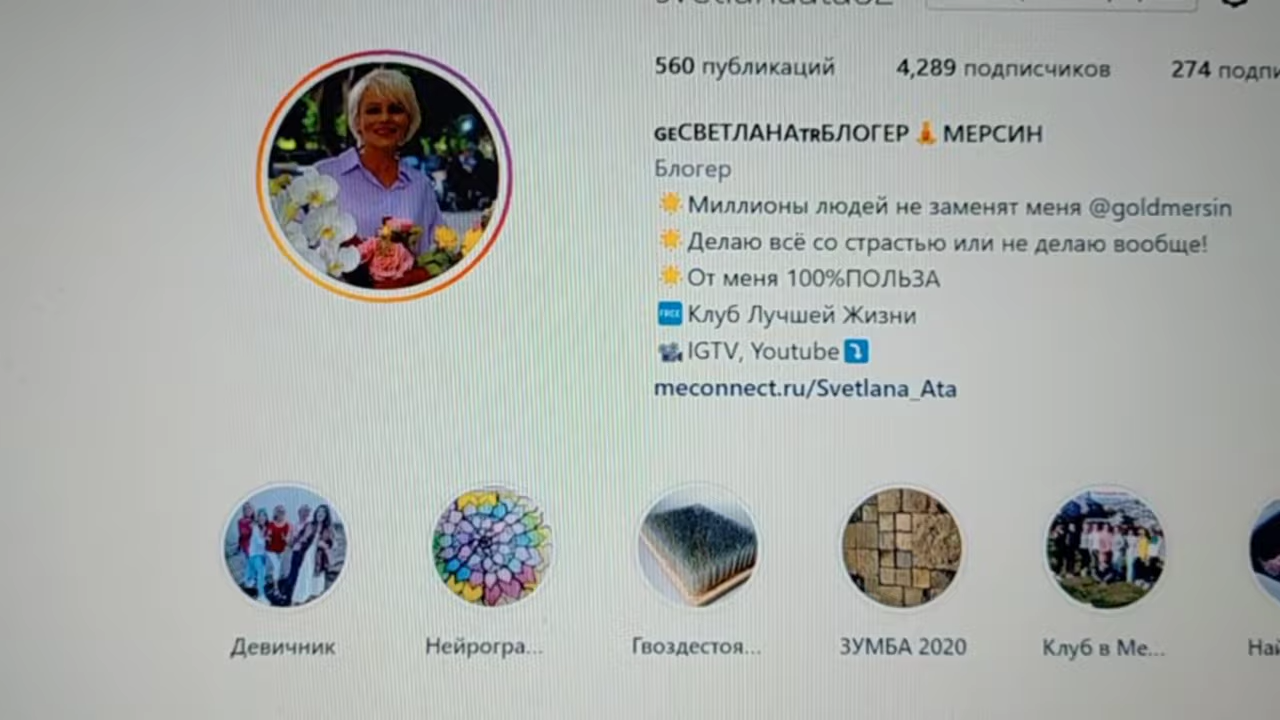 560 публикаций 4,289 подписчиков 274
GEСВЕТЛАНАTRБЛОГЕР МЕРСИН
Блогер
Миллионы людей не заменят меня @goldmersin
Делаю всё со страстью или не делаю вообще!
От меня 100%ПОЛЬЗА
FREE Клуб Лучшей Жизни
IGTV, Youtube
meconnect.ru/Svetlana_Ata
Девичник Нейрогра... Гвоздестоя... ЗУМБА 2020 Клуб в Ме...